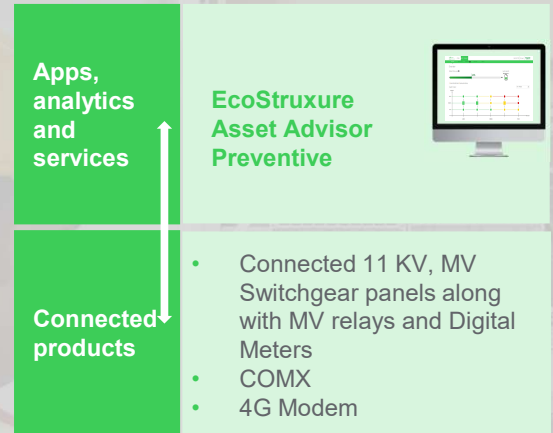 Apps,
analytics
and
services
EcoStruxure
Asset Advisor
Preventive
Connected
products
• Connected 11 KV, MV
Switchgear panels along
with MV relays and Digital
Meters
• COMX
• 4G Modem